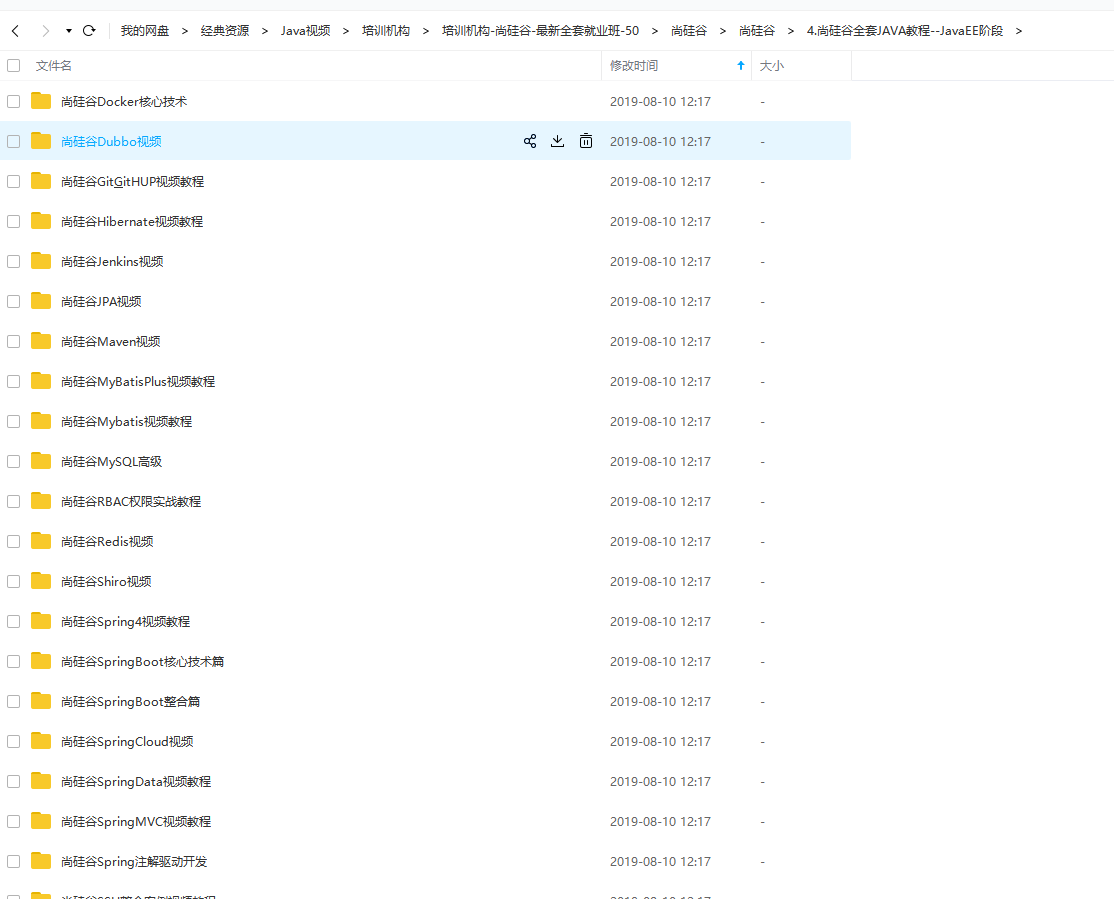 我的网盘 > 经典资源 > Java视频 > 培训机构 > 培训机构-尚硅谷-最新全套就业班-50 > 尚硅谷 > 尚硅谷 > 4.尚硅谷全套JAVA教程--JavaEE阶段 >
文件名 修改时间 大小
尚硅谷Docker核心技术 2019-08-10 12:17 -
尚硅谷Dubbo视频 2019-08-10 12:17 -
尚硅谷GitGitHUP视频教程 2019-08-10 12:17 -
尚硅谷Hibernate视频教程 2019-08-10 12:17 -
尚硅谷Jenkins视频 2019-08-10 12:17 -
尚硅谷JPA视频 2019-08-10 12:17 -
尚硅谷Maven视频 2019-08-10 12:17 -
尚硅谷MyBatisPlus视频教程 2019-08-10 12:17 -
尚硅谷Mybatis视频教程 2019-08-10 12:17 -
尚硅谷MySQL高级 2019-08-10 12:17 -
尚硅谷RBAC权限实战教程 2019-08-10 12:17 -
尚硅谷Redis视频 2019-08-10 12:17 -
尚硅谷Shiro视频 2019-08-10 12:17 -
尚硅谷Spring4视频教程 2019-08-10 12:17 -
尚硅谷SpringBoot核心技术篇 2019-08-10 12:17 -
尚硅谷SpringBoot整合篇 2019-08-10 12:17 -
尚硅谷SpringCloud视频 2019-08-10 12:17 -
尚硅谷SpringData视频教程 2019-08-10 12:17 -
尚硅谷SpringMVC视频教程 2019-08-10 12:17 -
尚硅谷Spring注解驱动开发 2019-08-10 12:17 -